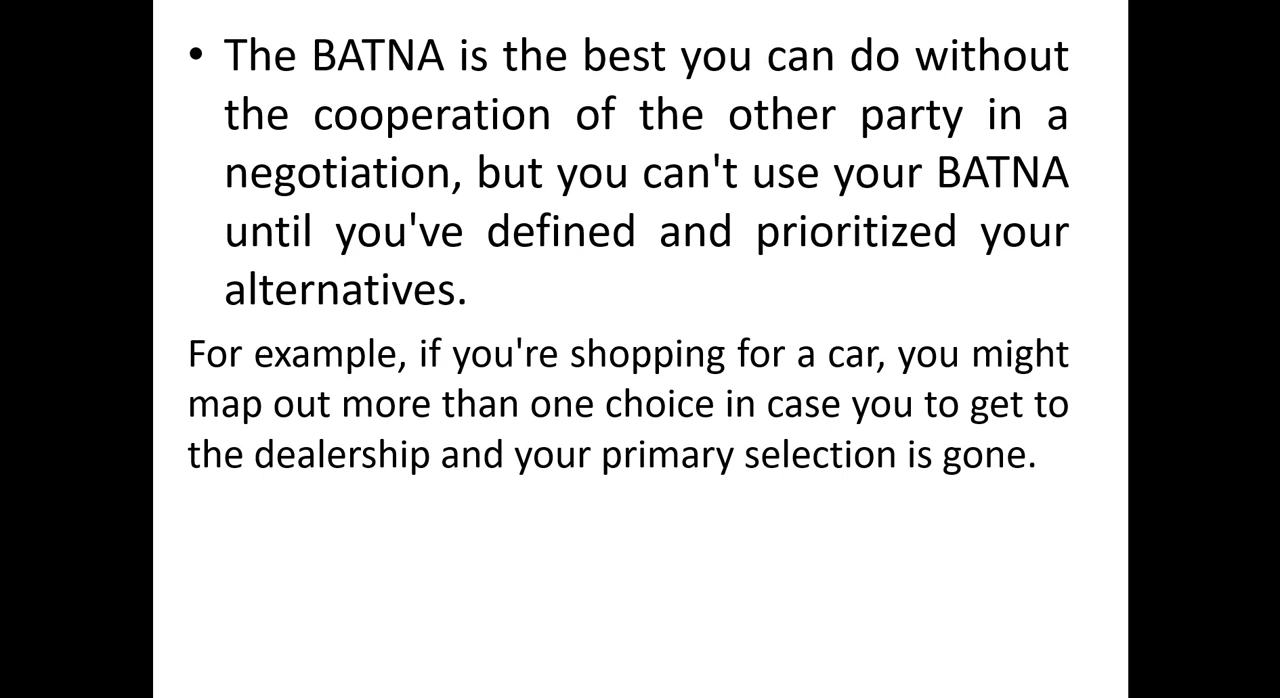 • The BATNA is the best you can do without
the cooperation of the other party in a
negotiation, but you can't use your BATNA
until you've defined and prioritized your
alternatives.
For example, if you're shopping for a car, you might
map out more than one choice in case you to get to
the dealership and your primary selection is gone.